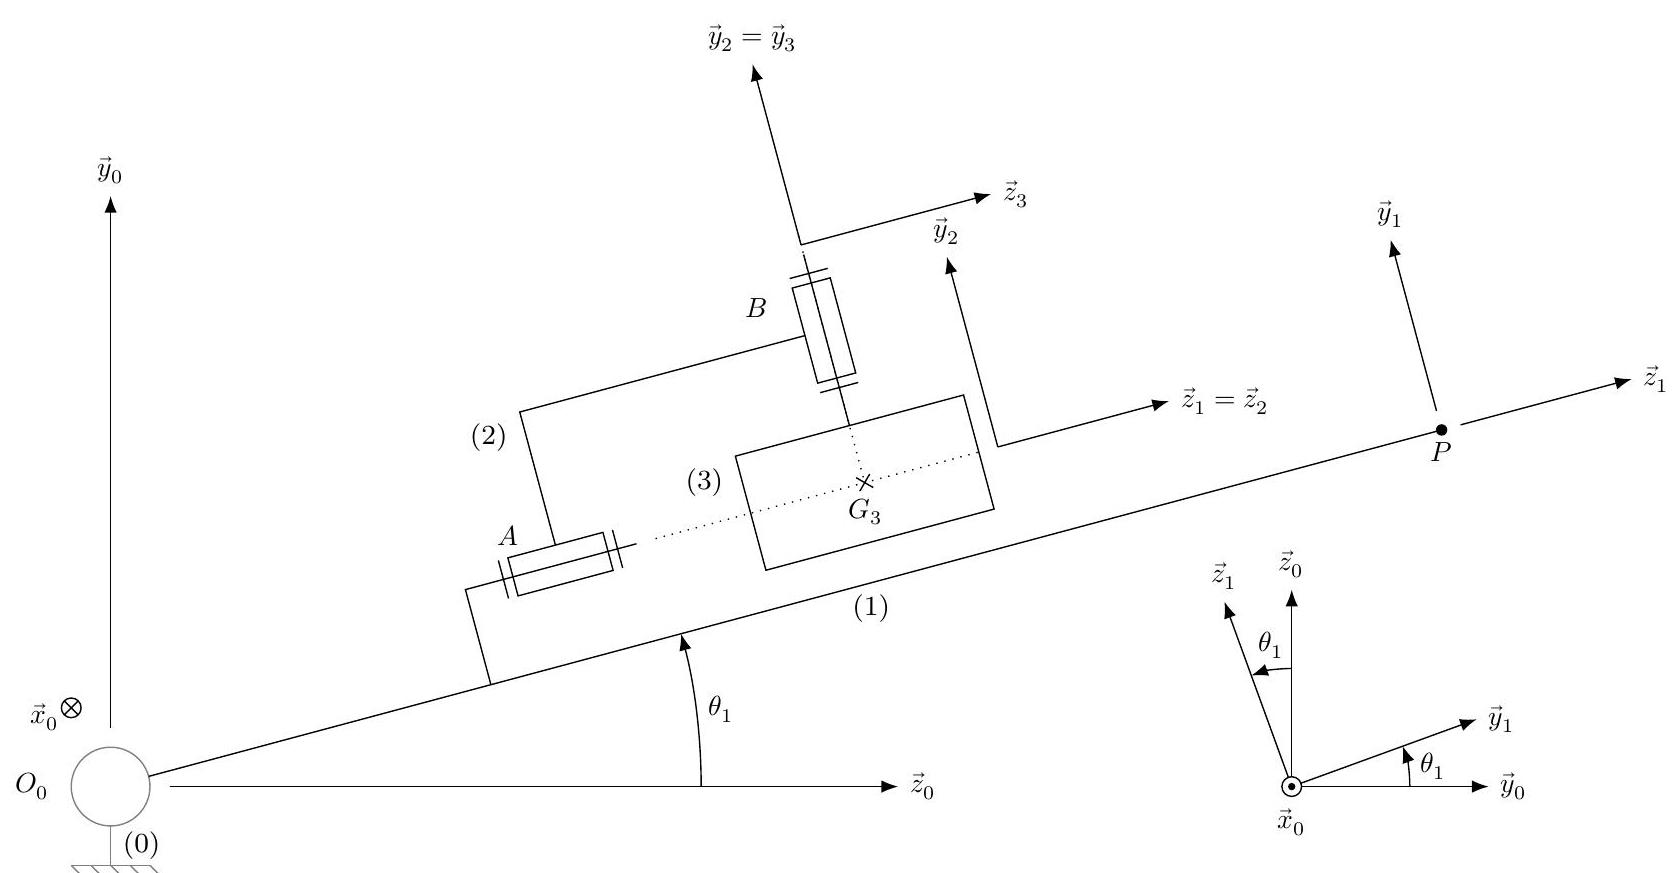 $\vec{y}_2 = \vec{y}_3$
$\vec{y}_0$
$\vec{z}_3$
$\vec{y}_2$
$\vec{y}_1$
$B$
$\vec{z}_1 = \vec{z}_2$
$\vec{z}_1$
(2)
(3)
$P$
$G_3$
$A$
$\vec{z}_0$
$\vec{z}_1$
(1)
$\theta_1$
$\theta_1$
$\vec{x}_0$
$\vec{y}_1$
$\theta_1$
$O_0$
$\vec{z}_0$
$\vec{y}_0$
$\vec{x}_0$
(0)